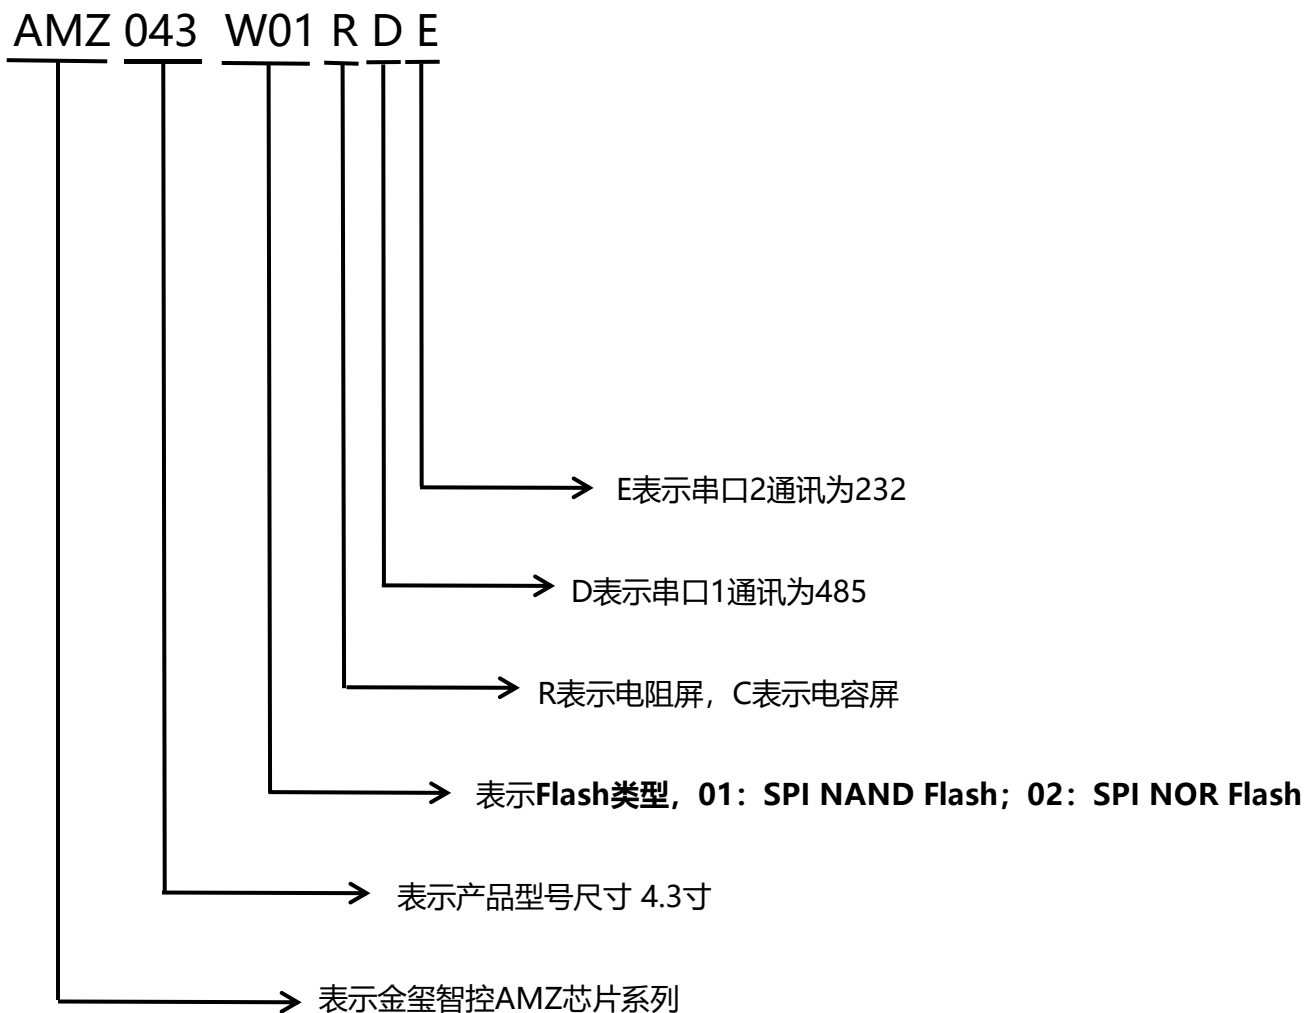 AMZ 043 W01 R D E
E表示串口2通讯为232
D表示串口1通讯为485
R表示电阻屏，C表示电容屏
表示Flash类型，01：SPI NAND Flash；02：SPI NOR Flash
表示产品型号尺寸 4.3寸
表示金玺智控AMZ芯片系列